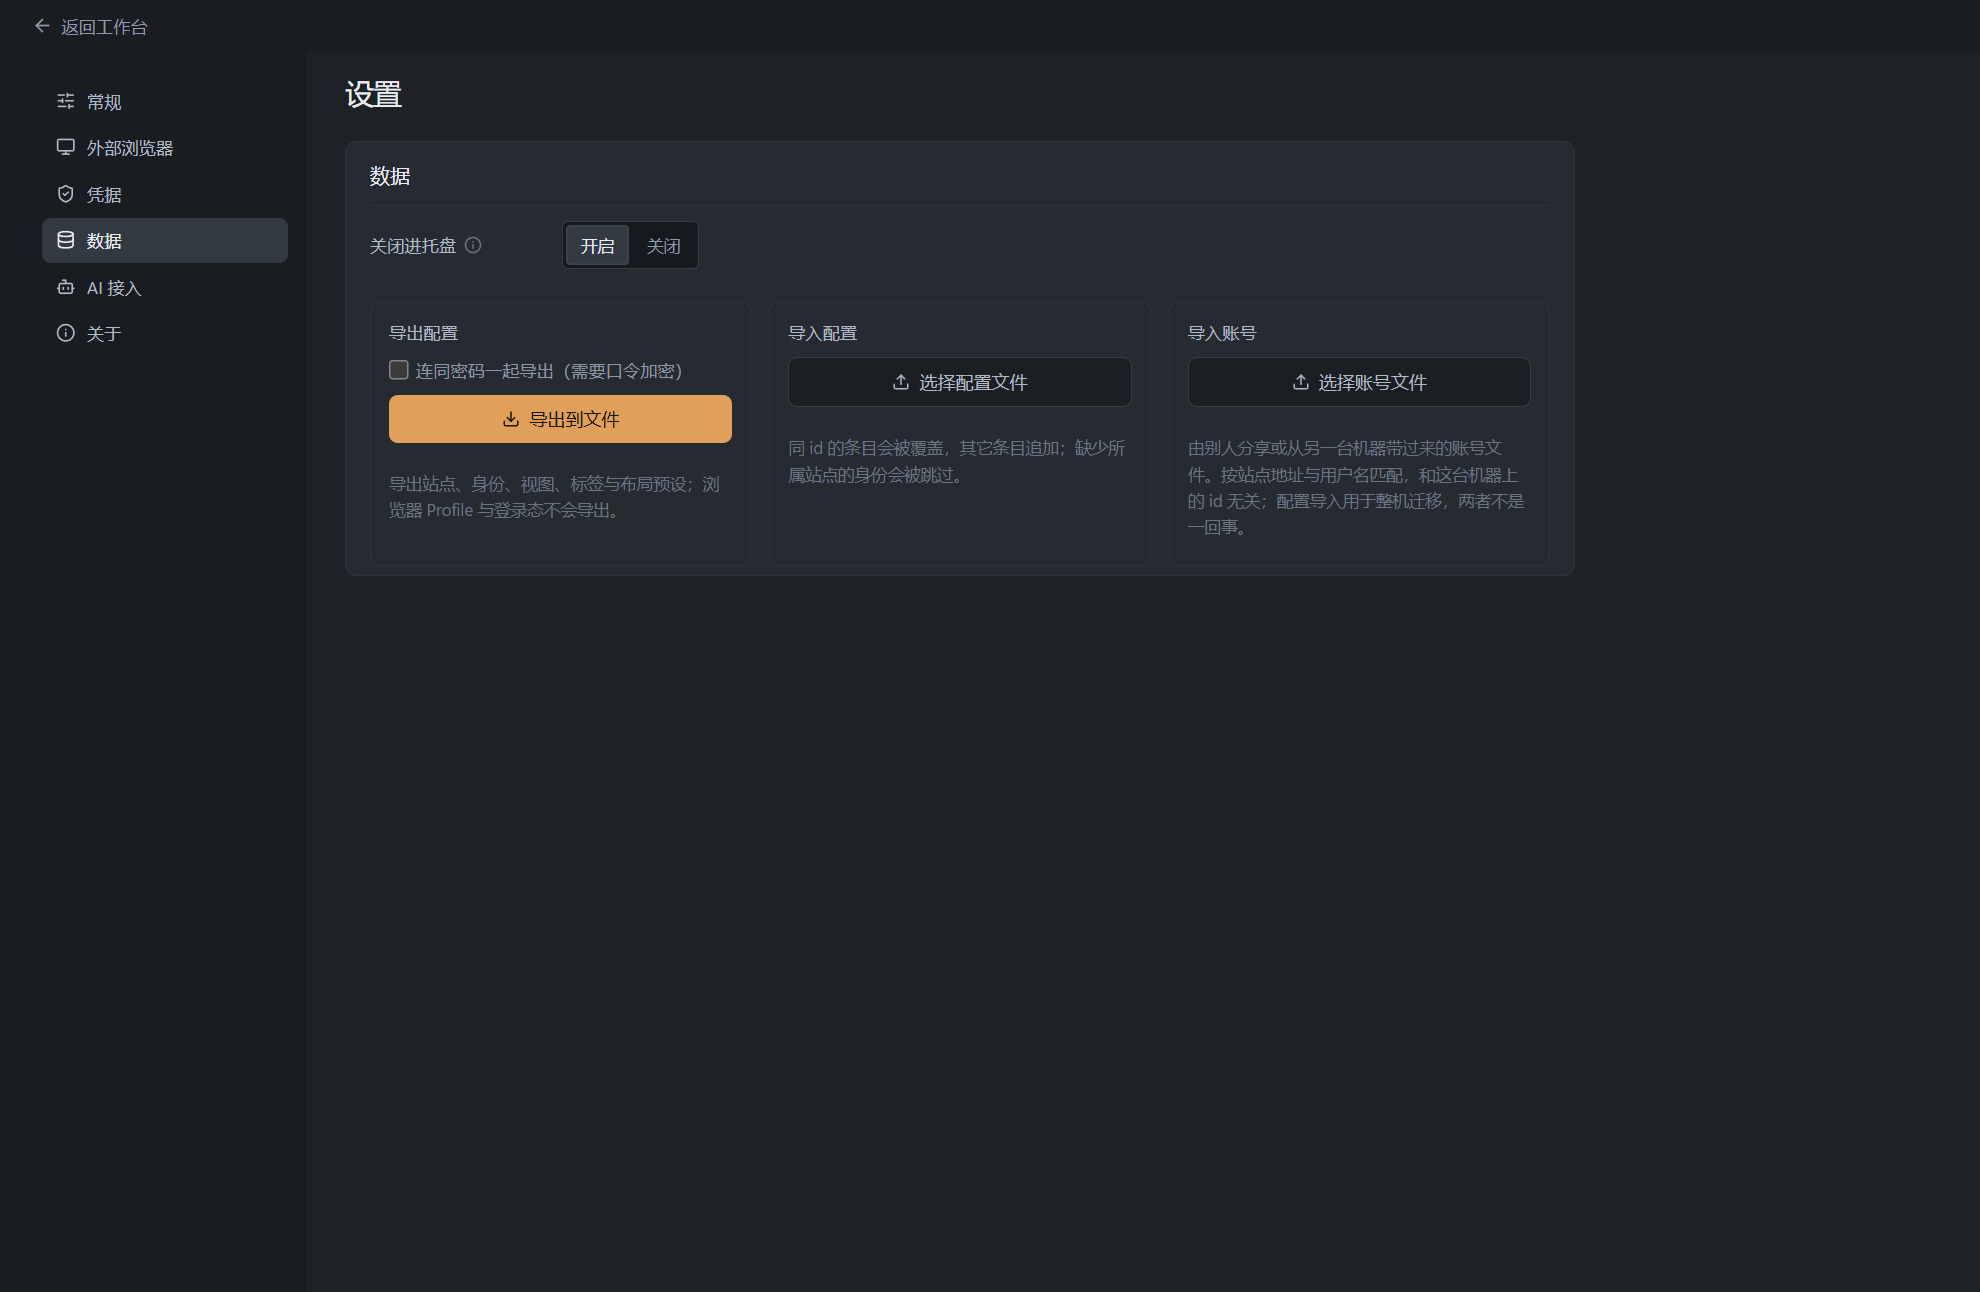 返回工作台
常规
外部浏览器
凭据
数据
AI 接入
关于
设置
数据
关闭进托盘
开启
关闭
导出配置
连同密码一起导出（需要口令加密）
导出到文件
导出站点、身份、视图、标签与布局预设；浏
览器 Profile 与登录态不会导出。
导入配置
选择配置文件
同 id 的条目会被覆盖，其它条目追加；缺少所
属站点的身份会被跳过。
导入账号
选择账号文件
由别人分享或从另一台机器带过来的账号文
件。按站点地址与用户名匹配，和这台机器上
的 id 无关；配置导入用于整机迁移，两者不是
一回事。